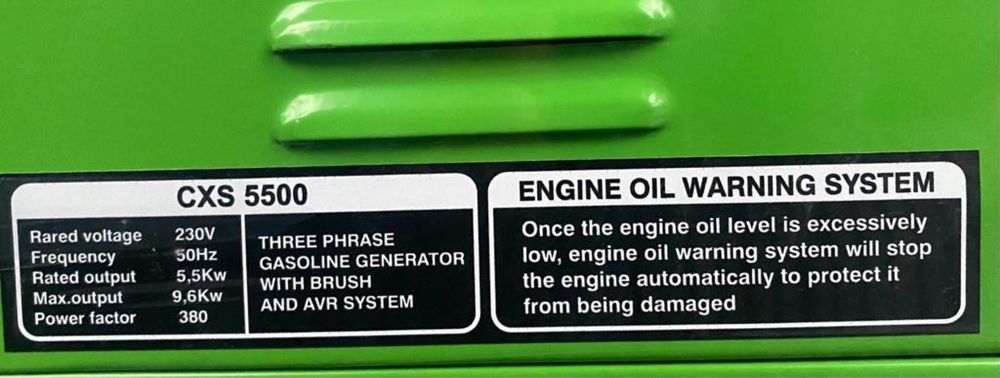 CXS 5500
Rared voltage 230V
Frequency 50Hz
Rated output 5,5Kw
Max.output 9,6Kw
Power factor 380
THREE PHRASE
GASOLINE GENERATOR
WITH BRUSH
AND AVR SYSTEM
ENGINE OIL WARNING SYSTEM
Once the engine oil level is excessively
low, engine oil warning system will stop
the engine automatically to protect it
from being damaged